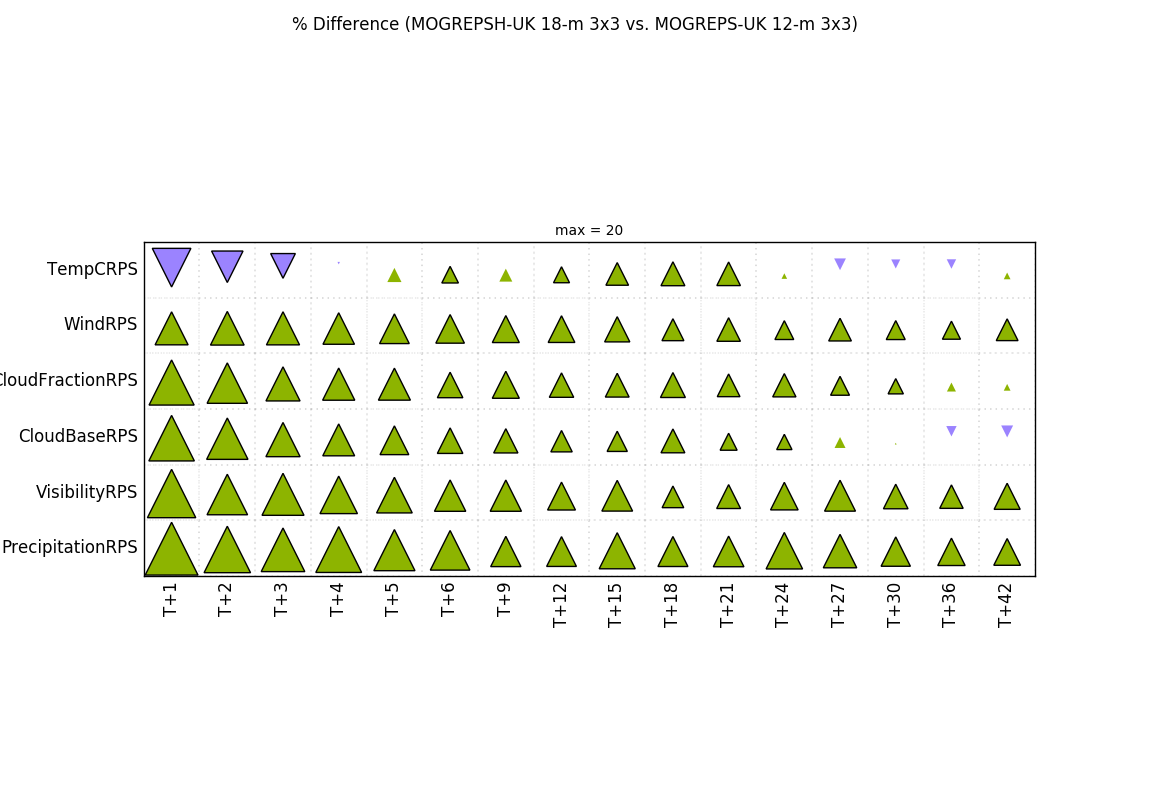 % Difference (MOGREPSH-UK 18-m 3x3 vs. MOGREPS-UK 12-m 3x3)
max = 20
TempCRPS
WindRPS
CloudFractionRPS
CloudBaseRPS
VisibilityRPS
PrecipitationRPS
T+1
T+2
T+3
T+4
T+5
T+6
T+9
T+12
T+15
T+18
T+21
T+24
T+27
T+30
T+36
T+42